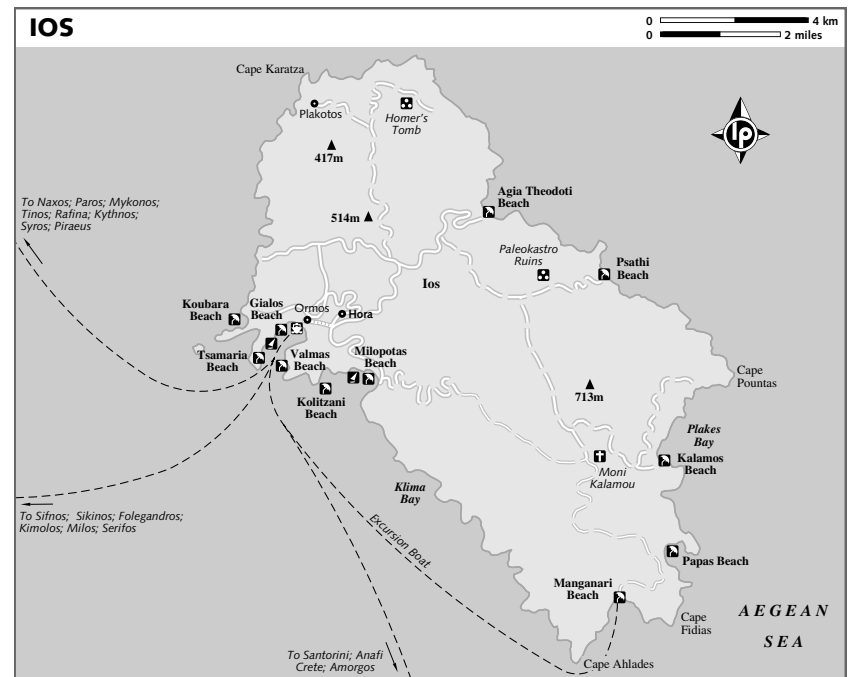 IOS
0 4 km
0 2 miles
Cape Karatza
Plakotos
Homer's
Tomb
417m
lp
514m
Agia Theodoti
Beach
To Naxos; Paros; Mykonos;
Tinos; Rafina; Kythnos;
Syros; Piraeus
Paleokastro
Ruins
Psathi
Beach
Ios
Koubara
Beach
Gialos
Beach
Ormos
Hora
Tsamaria
Beach
Valmas
Beach
Milopotas
Beach
Kolitzani
Beach
Cape
Pountas
713m
Plakes
Bay
Kalamos
Beach
Moni
Kalamou
Klima
Bay
To Sifnos; Sikinos; Folegandros;
Kimolos; Milos; Serifos
Excursion Boat
Papas Beach
Manganari
Beach
Cape
Fidias
AEGEAN
SEA
To Santorini; Anafi
Crete; Amorgos
Cape Ahlades